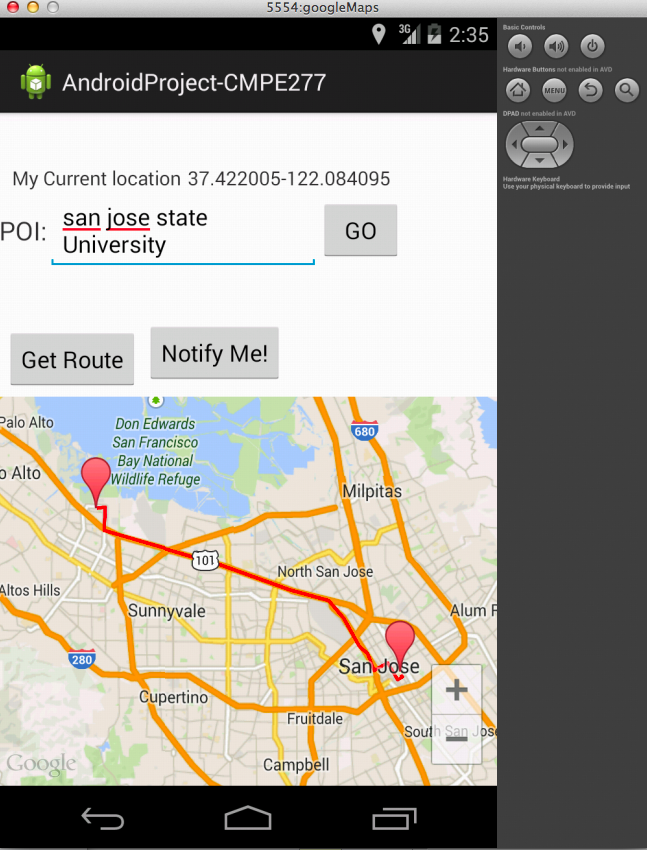 5554:googleMaps
3G 2:35
AndroidProject-CMPE277
My Current location 37.422005-122.084095
POI: san jose state
University
GO
Get Route
Notify Me!
Palo Alto
Don Edwards
San Francisco
Bay National
Wildlife Refuge
680
o Alto
Milpitas
101
North San Jose
Altos Hills
Sunnyvale
Alum F
280
San Jose
+
Cupertino
Fruitdale
South San Jose
−
Google
Campbell
Basic Controls
Hardware Buttons not enabled in AVD
MENU
DPAD not enabled in AVD
Hardware Keyboard
Use your physical keyboard to provide input